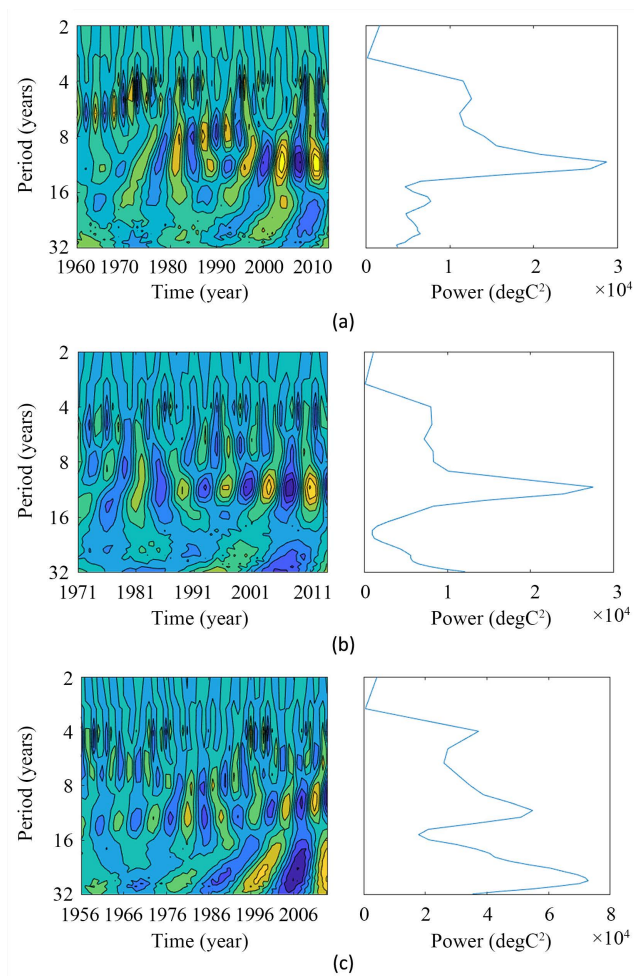 2
4
8
16
32
Period (years)
1960 1970 1980 1990 2000 2010
Time (year)
0 1 2 3
Power (degC²)
×10⁴
(a)
2
4
8
16
32
Period (years)
1971 1981 1991 2001 2011
Time (year)
0 1 2 3
Power (degC²)
×10⁴
(b)
2
4
8
16
32
Period (years)
1956 1966 1976 1986 1996 2006
Time (year)
0 2 4 6 80
Power (degC²)
×10⁴
(c)